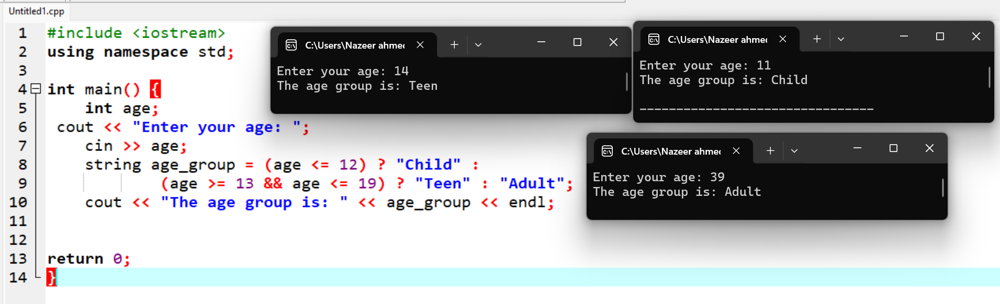 Untitled1.cpp
1 #include <iostream>
2 using namespace std;
3
4 int main() {
5 int age;
6 cout << "Enter your age: ";
7 cin >> age;
8 string age_group = (age <= 12) ? "Child" :
9 (age >= 13 && age <= 19) ? "Teen" : "Adult";
10 cout << "The age group is: " << age_group << endl;
11
12
13 return 0;
14 }
C:\Users\Nazeer ahmed
Enter your age: 14
The age group is: Teen
C:\Users\Nazeer ahmed
Enter your age: 11
The age group is: Child
--------------------------------
C:\Users\Nazeer ahmed
Enter your age: 39
The age group is: Adult